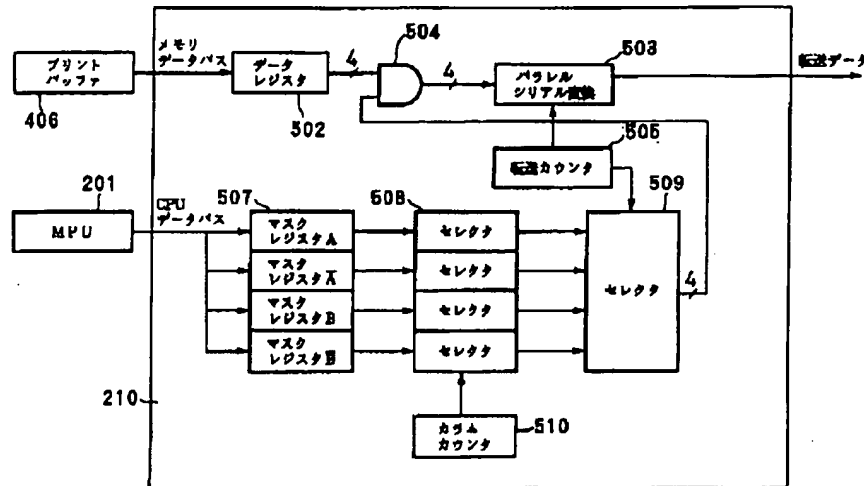 504
503
4
4
メモリ
データバス
プリント
バッファ
データ
レジスタ
パラレル
シリアル変換
転送データ
406
502
505
転送カウンタ
201
CPU
データバス
507
508
509
MPU
マスク
レジスタA
セレクタ
マスク
レジスタA̅
セレクタ
マスク
レジスタB
セレクタ
マスク
レジスタB̅
セレクタ
セレクタ
4
210
カラム
カウンタ
510